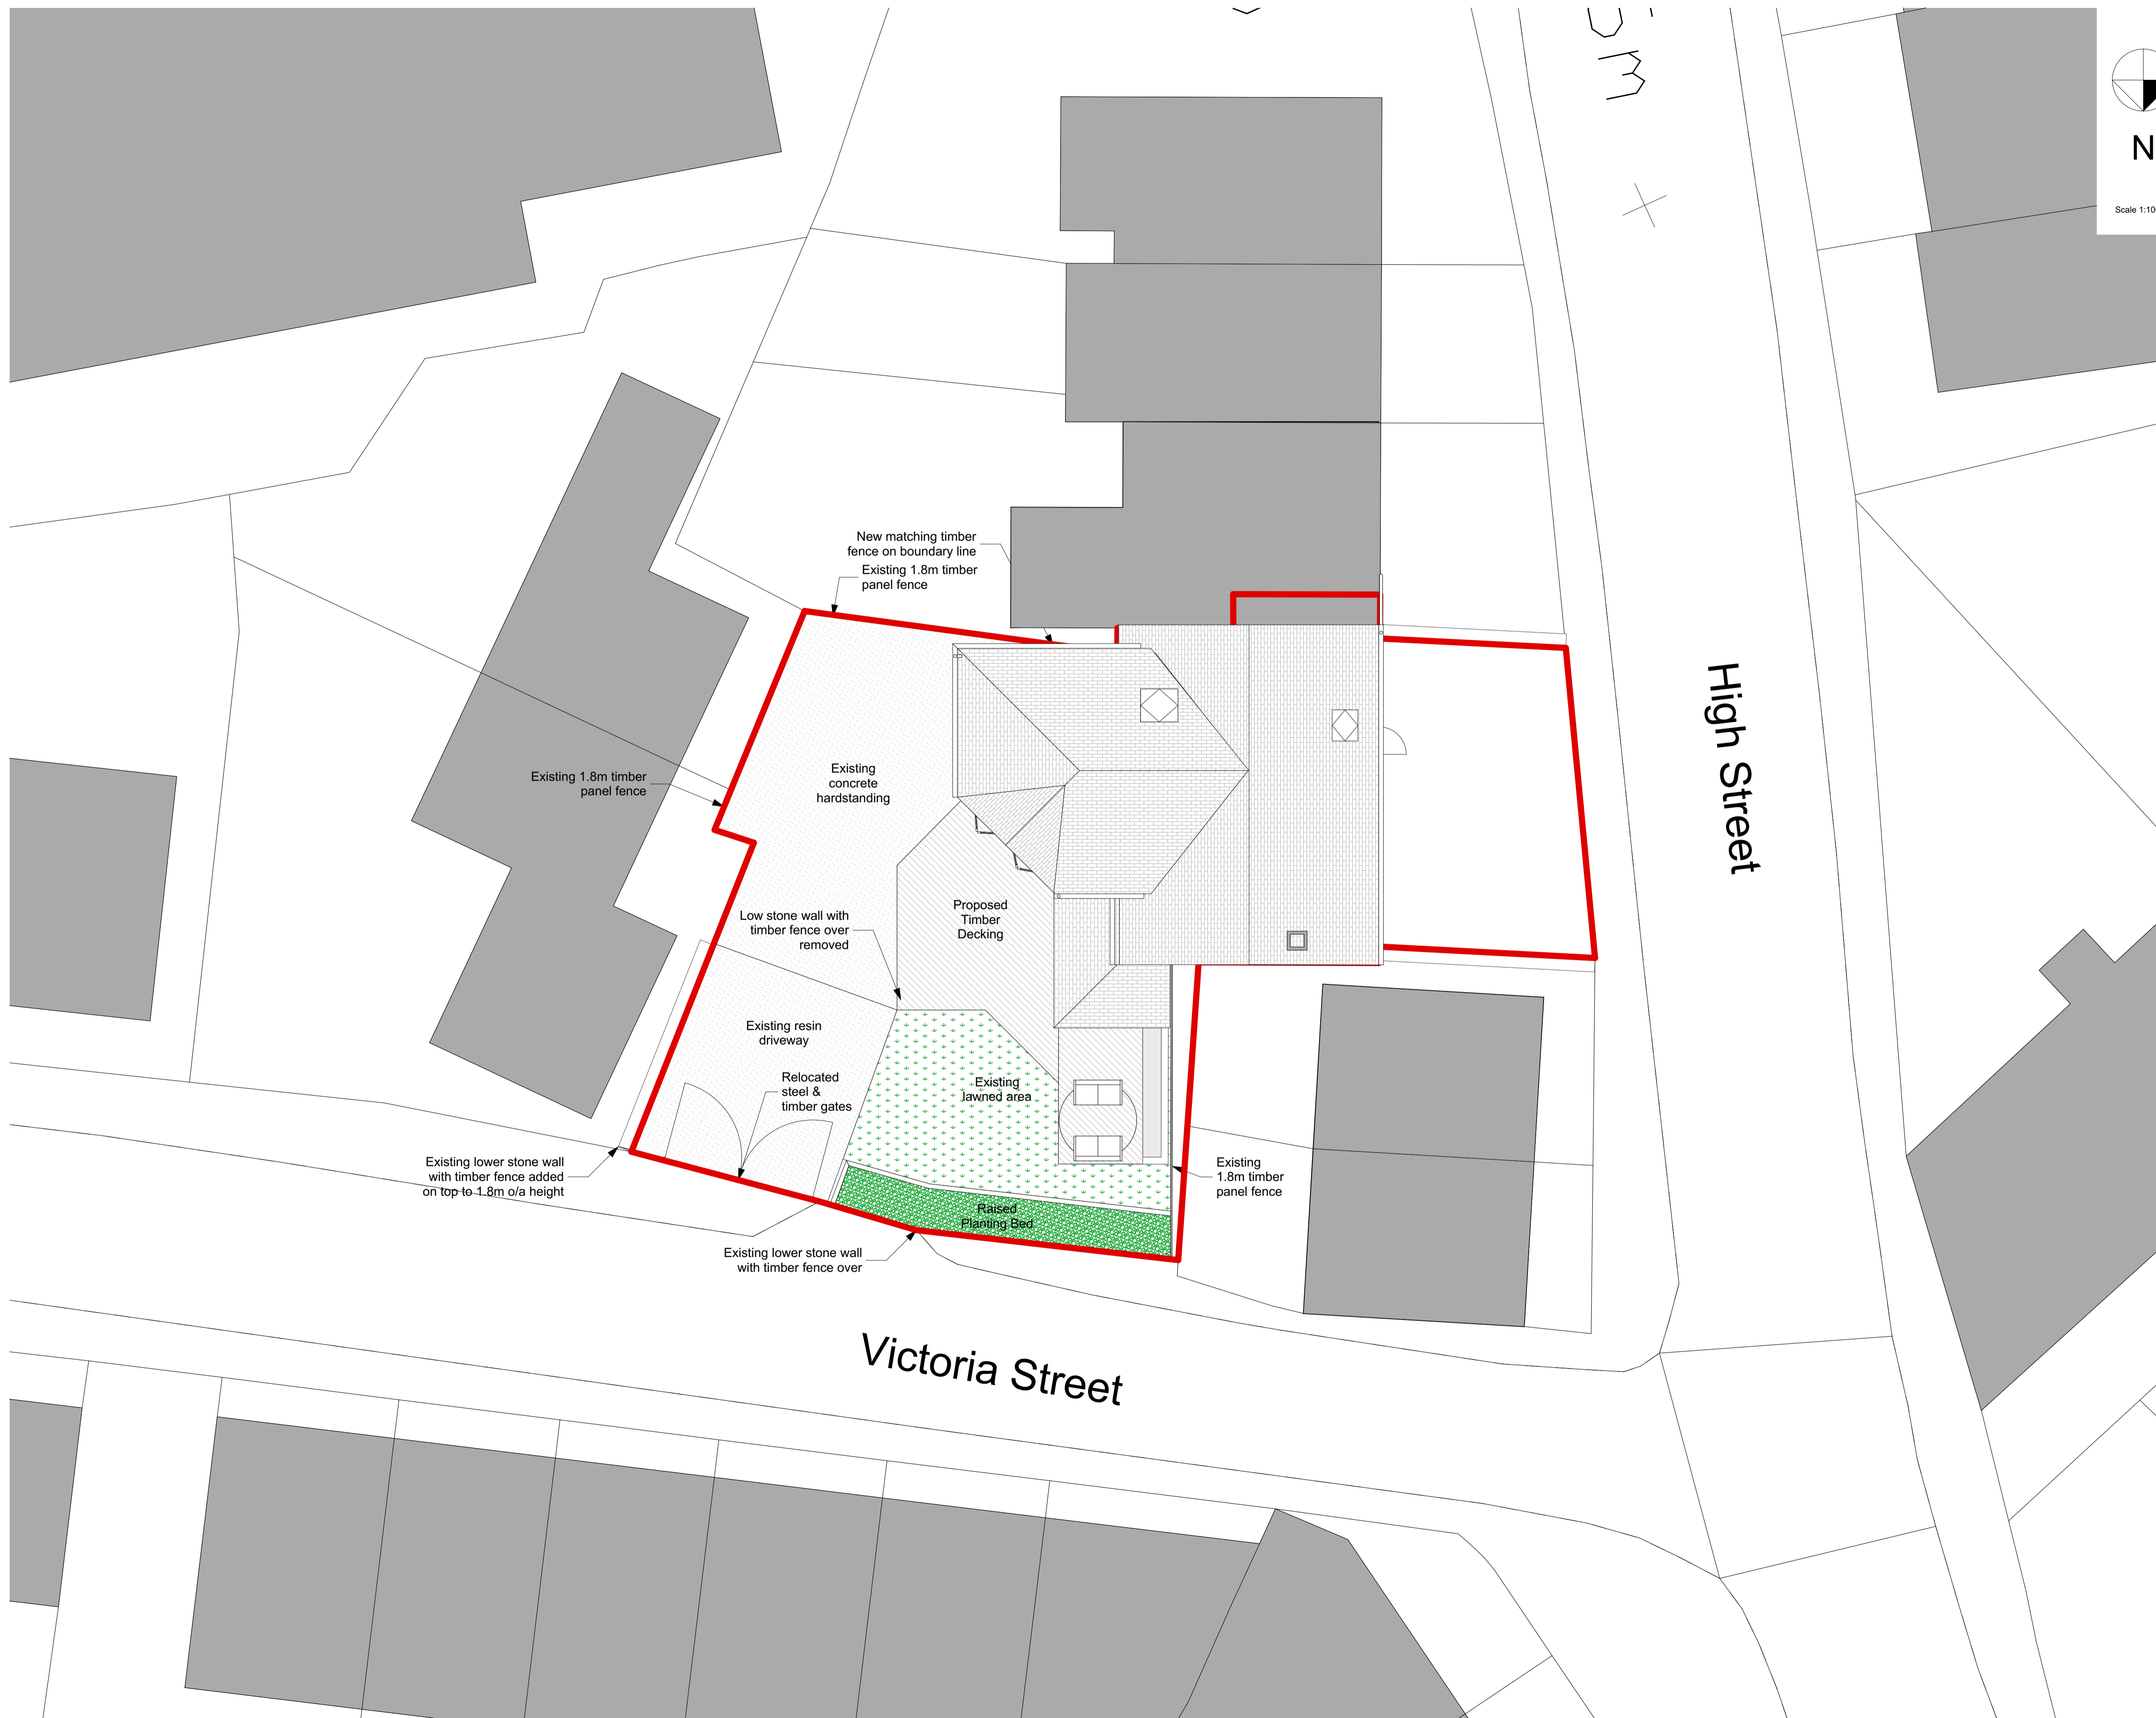 N
Scale 1:10
New matching timber
fence on boundary line
Existing 1.8m timber
panel fence
High Street
Existing 1.8m timber
panel fence
Existing
concrete
hardstanding
Low stone wall with
timber fence over
removed
Proposed
Timber
Decking
Existing resin
driveway
Relocated
steel &
timber gates
Existing
lawned area
Existing lower stone wall
with timber fence added
on top to 1.8m o/a height
Existing
1.8m timber
panel fence
Raised
Planting Bed
Existing lower stone wall
with timber fence over
Victoria Street